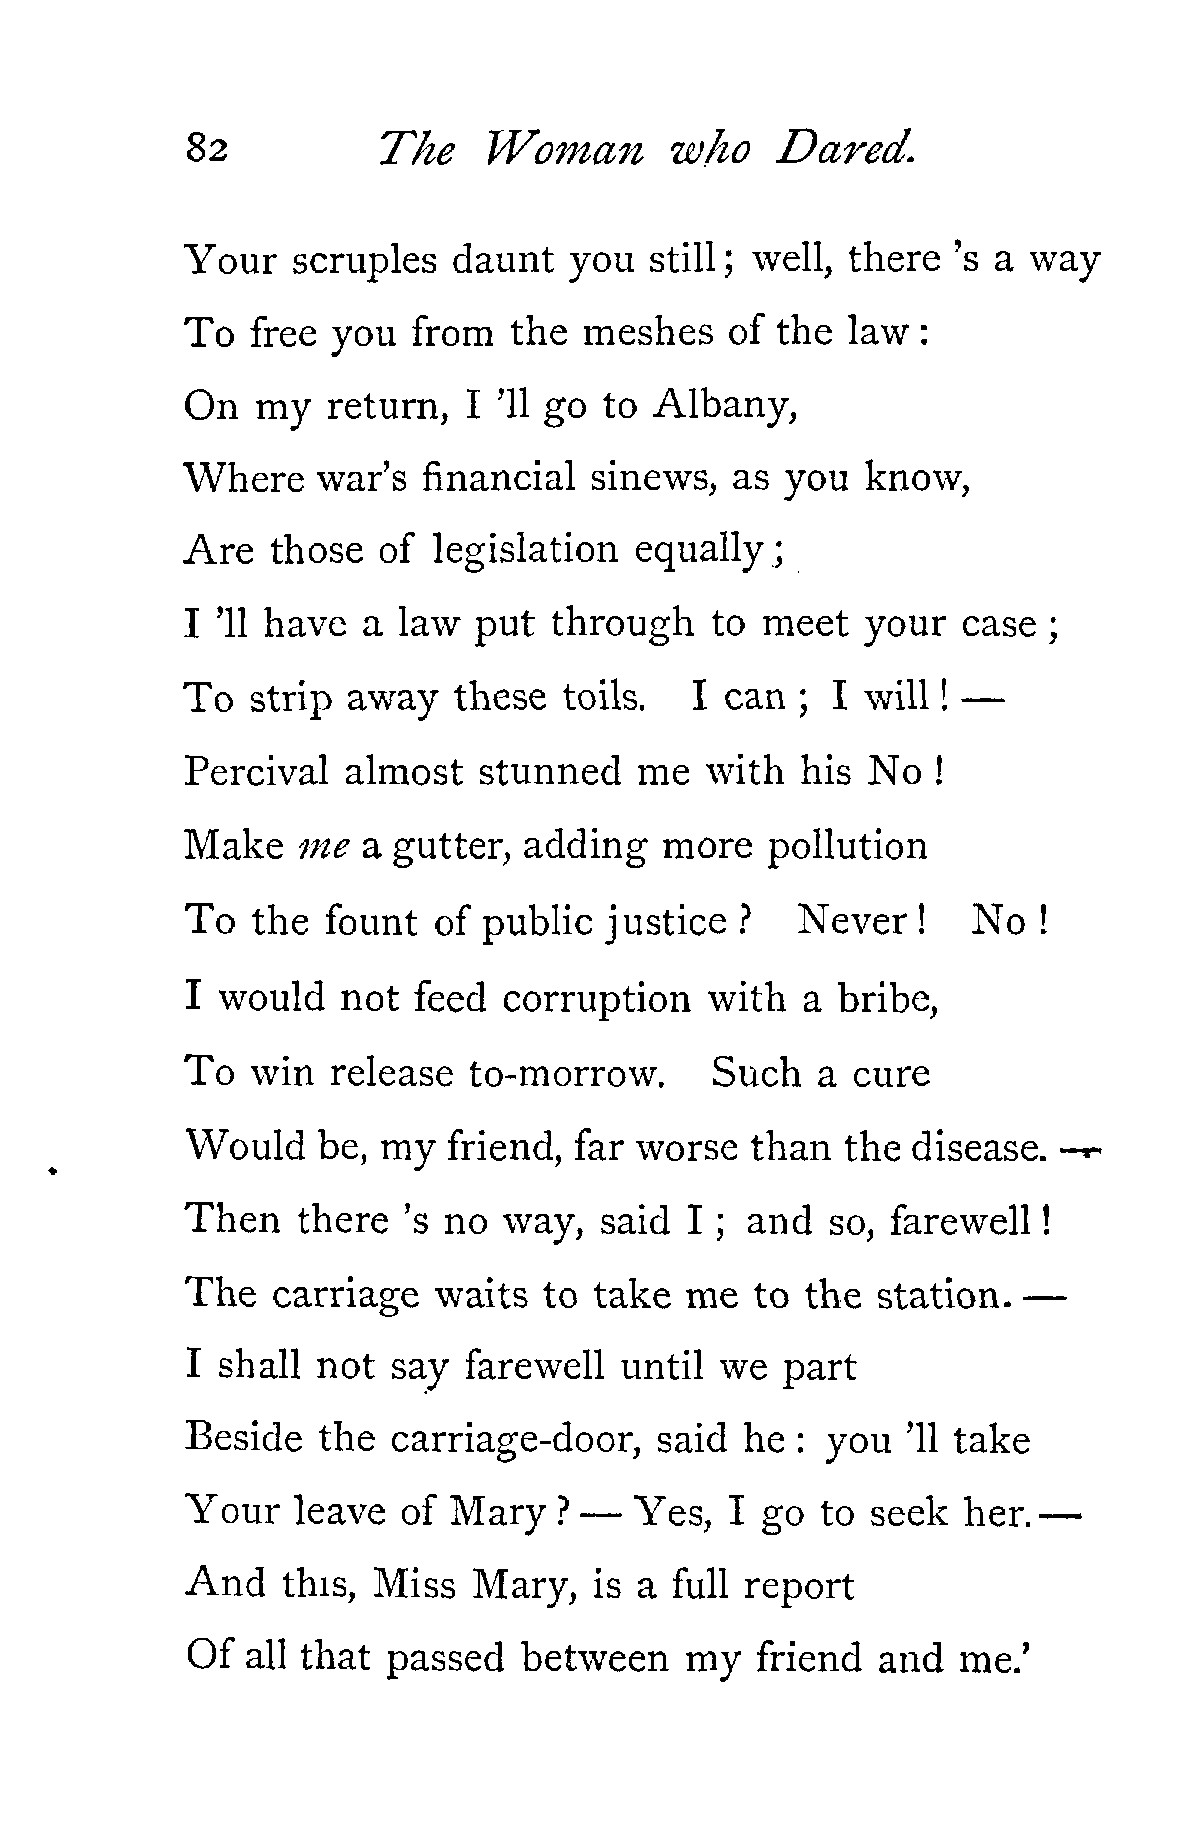 82 The Woman who Dared.
Your scruples daunt you still; well, there 's a way
To free you from the meshes of the law:
On my return, I 'll go to Albany,
Where war's financial sinews, as you know,
Are those of legislation equally;
I 'll have a law put through to meet your case;
To strip away these toils. I can; I will! —
Percival almost stunned me with his No!
Make me a gutter, adding more pollution
To the fount of public justice? Never! No!
I would not feed corruption with a bribe,
To win release to-morrow. Such a cure
Would be, my friend, far worse than the disease. —
Then there 's no way, said I; and so, farewell!
The carriage waits to take me to the station. —
I shall not say farewell until we part
Beside the carriage-door, said he: you 'll take
Your leave of Mary? — Yes, I go to seek her. —
And this, Miss Mary, is a full report
Of all that passed between my friend and me.'